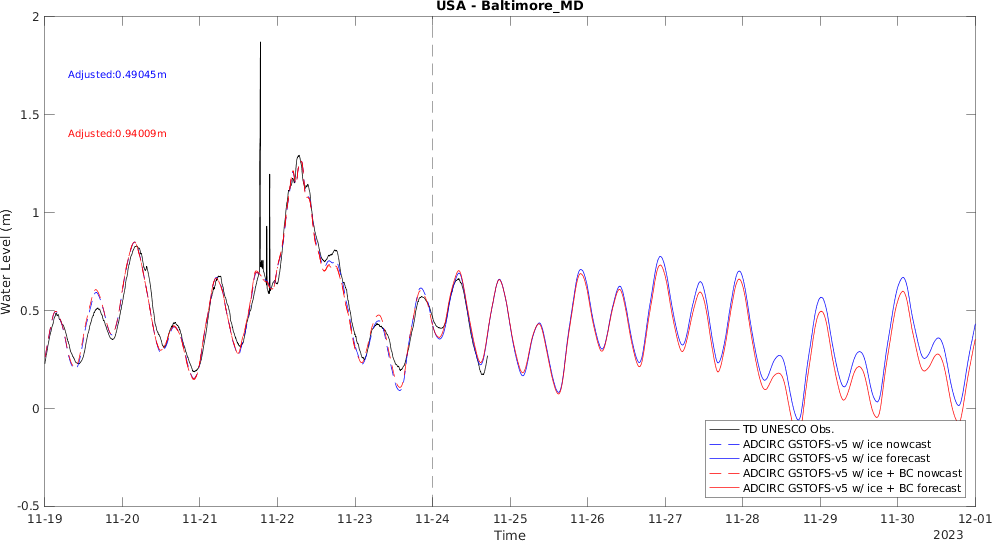 USA - Baltimore_MD
2
Adjusted:0.49045m
1.5
Adjusted:0.94009m
1
Water Level (m)
0.5
0
TD UNESCO Obs.
ADCIRC GSTOFS-v5 w/ ice nowcast
ADCIRC GSTOFS-v5 w/ ice forecast
ADCIRC GSTOFS-v5 w/ ice + BC nowcast
ADCIRC GSTOFS-v5 w/ ice + BC forecast
-0.5
11-19 11-20 11-21 11-22 11-23 11-24 11-25 11-26 11-27 11-28 11-29 11-30 12-01
Time
2023